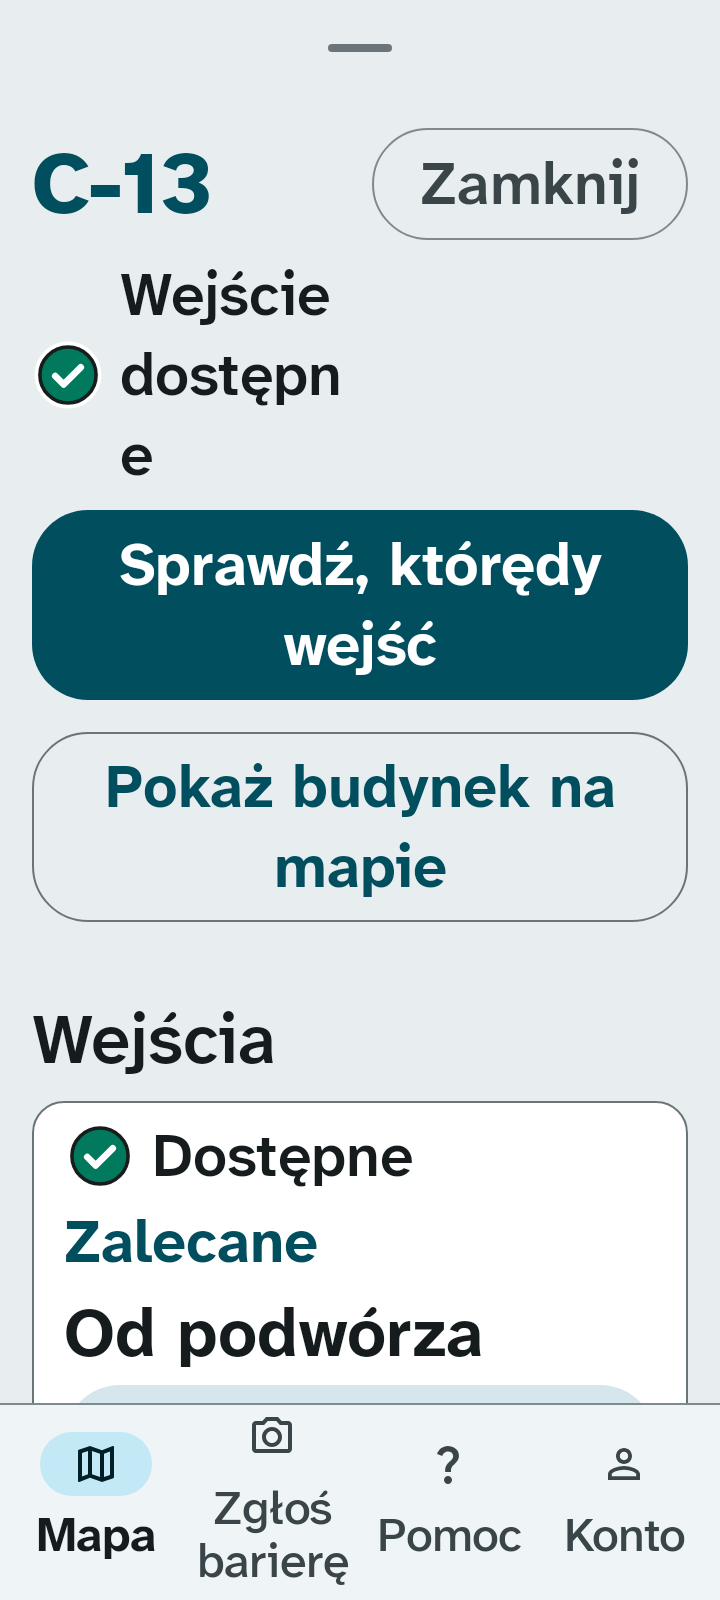 C-13
Zamknij
Wejście
dostępn
e
Sprawdź, którędy
wejść
Pokaż budynek na
mapie
Wejścia
Dostępne
Zalecane
Od podwórza
Mapa
Zgłoś
barierę
Pomoc
Konto